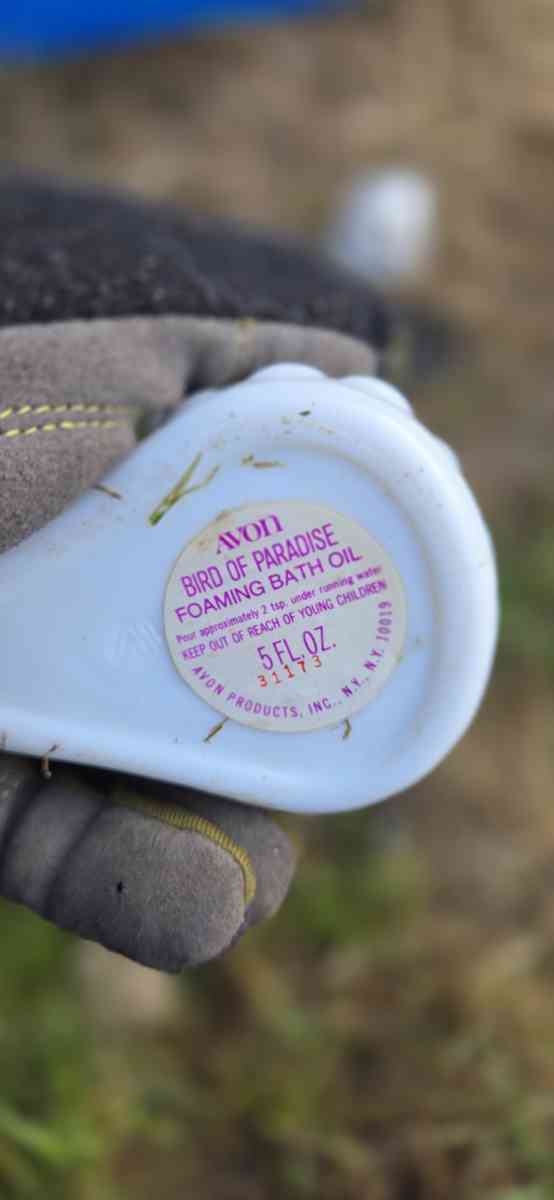 AVON
BIRD OF PARADISE
FOAMING BATH OIL
Pour approximately 2 tsp. under running water
KEEP OUT OF REACH OF YOUNG CHILDREN
5 FL. OZ.
31173
AVON PRODUCTS, INC., N.Y., N.Y. 10019